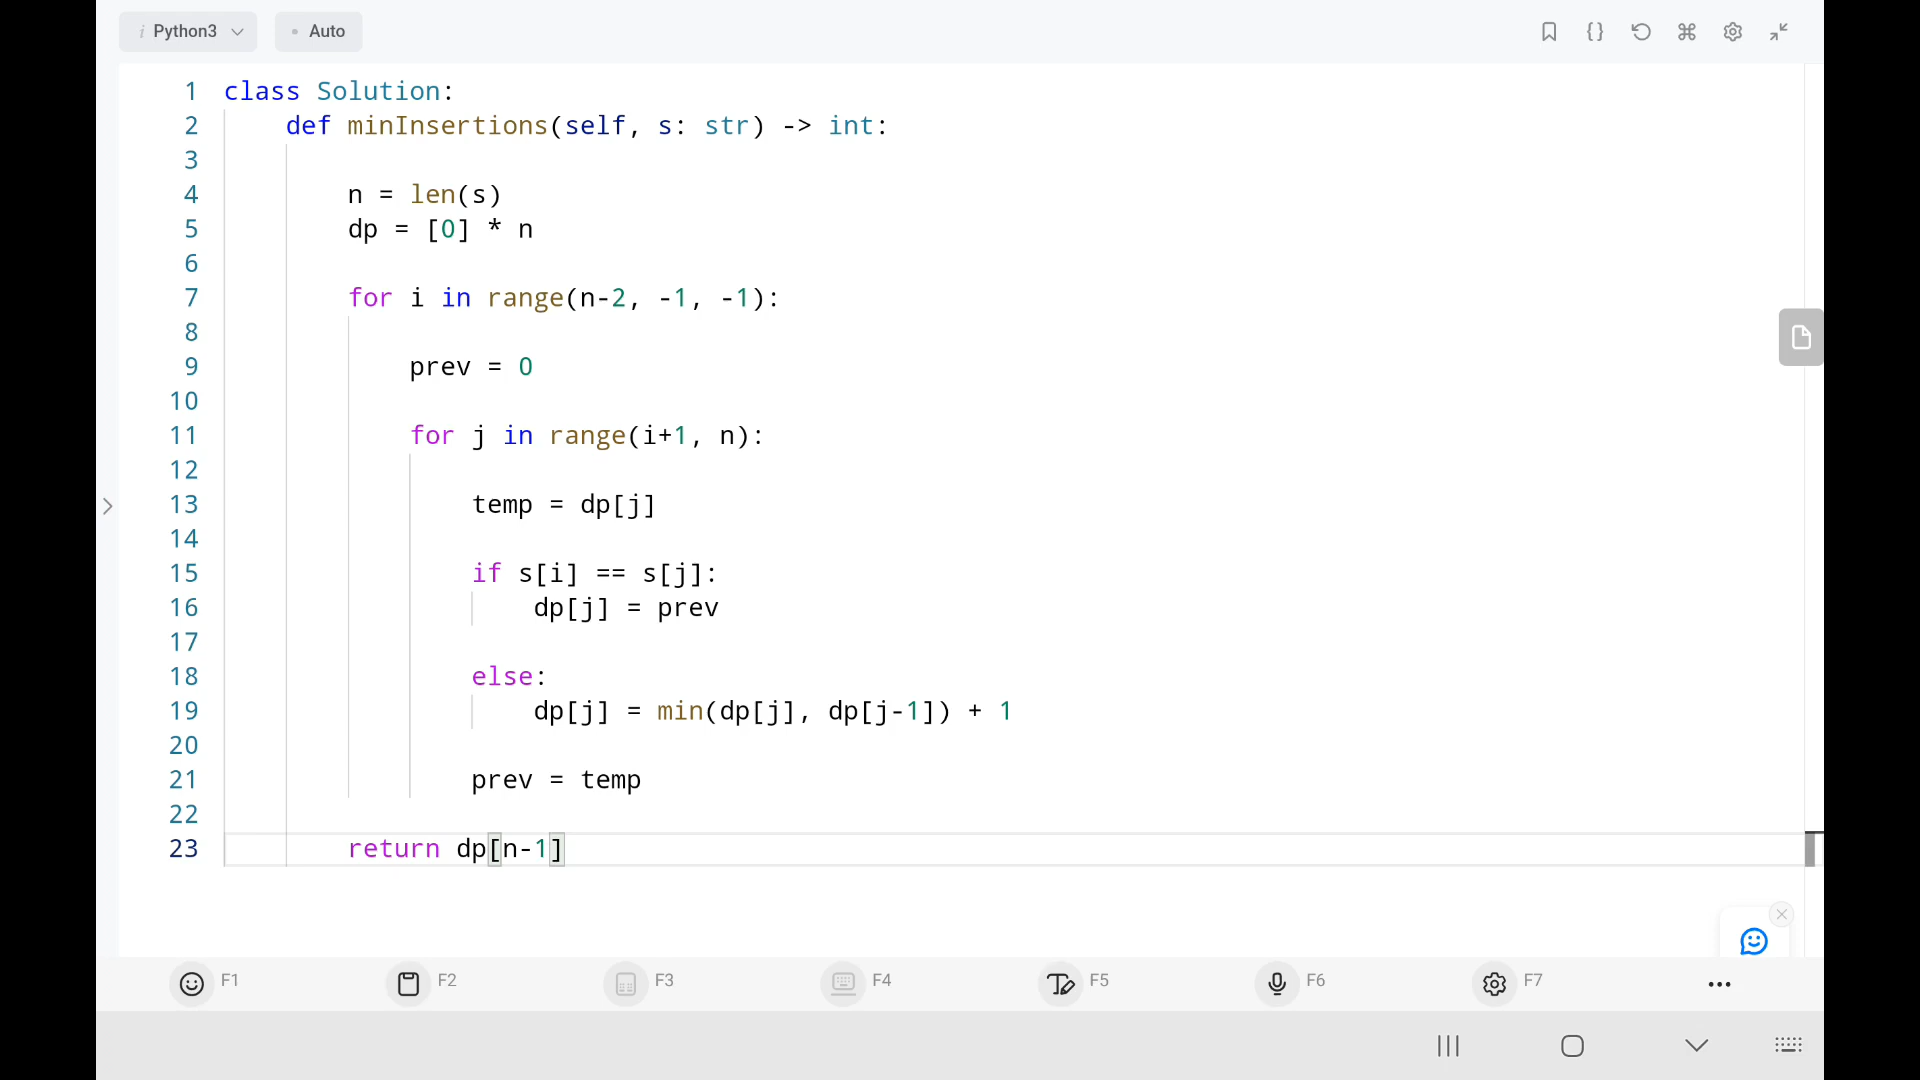 i Python3
Auto
{}
1 class Solution:
2     def minInsertions(self, s: str) -> int:
3
4         n = len(s)
5         dp = [0] * n
6
7         for i in range(n-2, -1, -1):
8
9             prev = 0
10
11             for j in range(i+1, n):
12
13                 temp = dp[j]
14
15                 if s[i] == s[j]:
16                     dp[j] = prev
17
18                 else:
19                     dp[j] = min(dp[j], dp[j-1]) + 1
20
21                 prev = temp
22
23         return dp[n-1]
F1 F2 F3 F4 F5 F6 F7